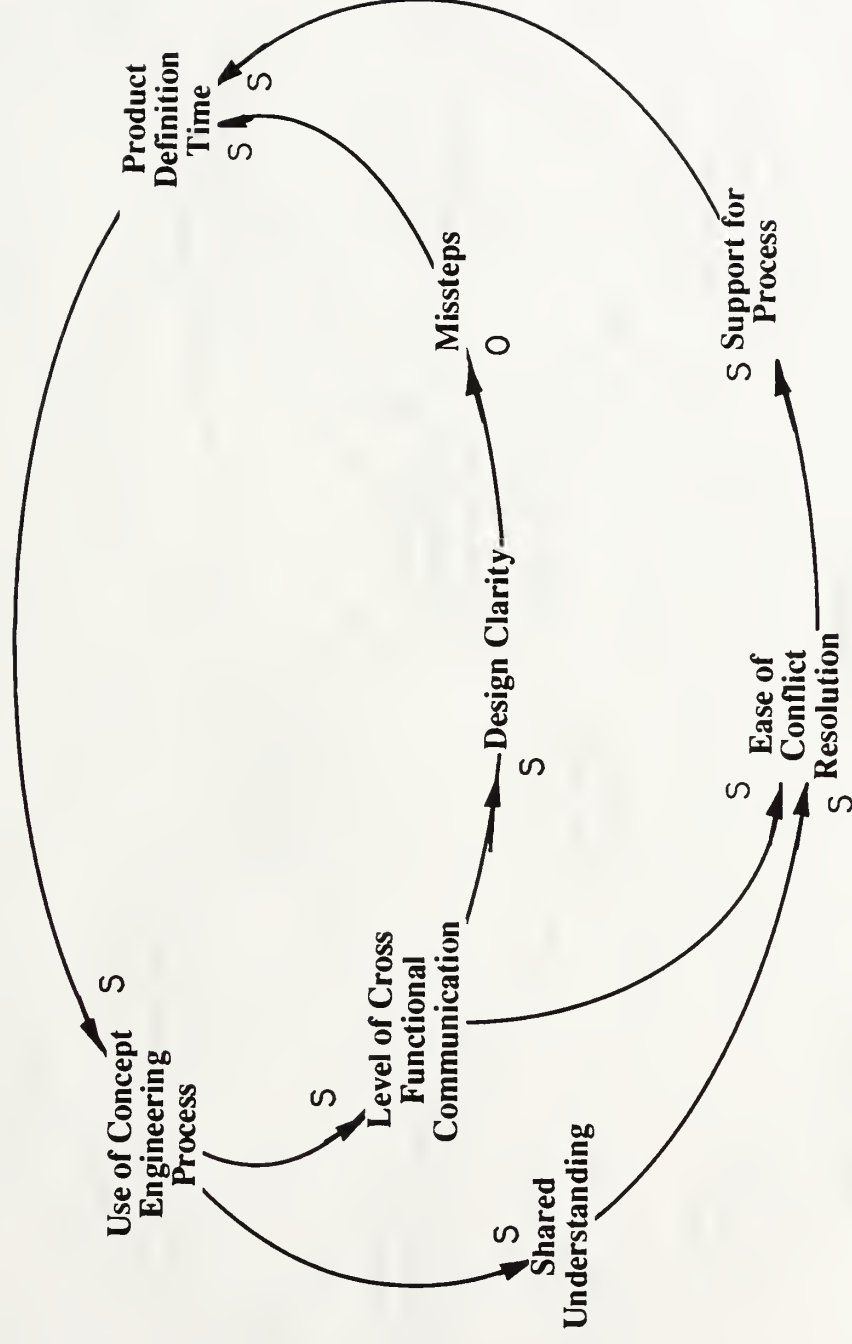 Use of Concept
Engineering
Process
S
Product
Definition
Time
S
S
S
Level of Cross
Functional
Communication
Missteps
O
Design Clarity
S
S
Shared
Understanding
S
Support for
Process
S
Ease of
Conflict
Resolution
S